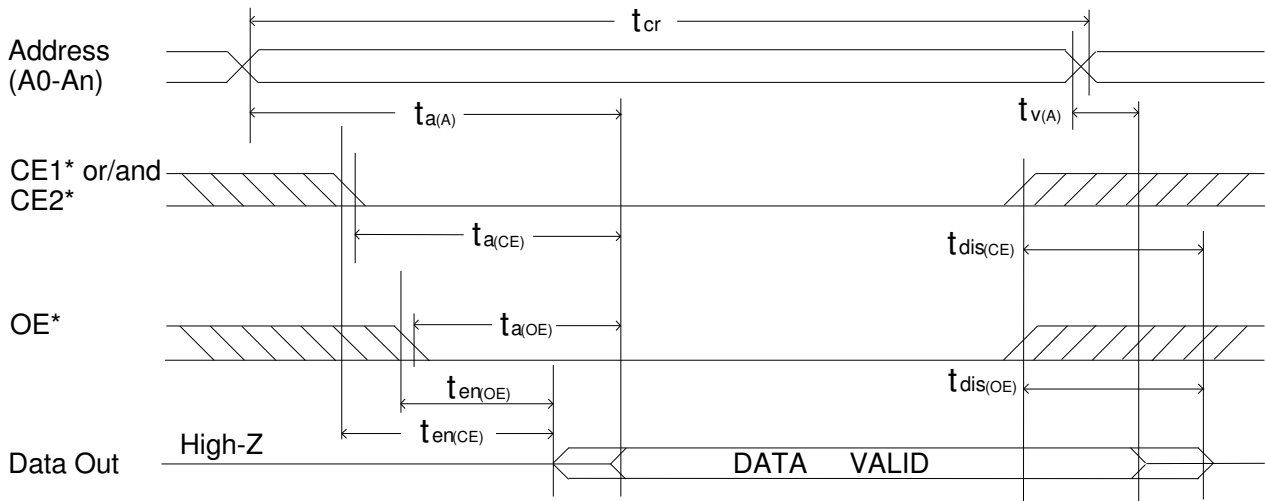 tcr
Address
(A0-An)
ta(A)
tv(A)
CE1* or/and
CE2*
ta(CE)
tdis(CE)
OE*
ta(OE)
ten(OE)
tdis(OE)
ten(CE)
High-Z
Data Out
DATA VALID